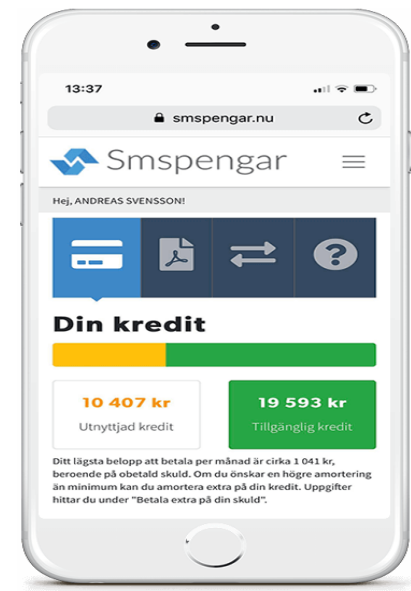 13:37
smspengar.nu
Smspengar
Hej, ANDREAS SVENSSON!
Din kredit
10 407 kr
19 593 kr
Utnyttjad kredit
Tillgänglig kredit
Ditt lägsta belopp att betala per månad är cirka 1 041 kr,
beroende på obetald skuld. Om du önskar en högre amortering
än minimum kan du amortera extra på din kredit. Uppgifter
hittar du under "Betala extra på din skuld".